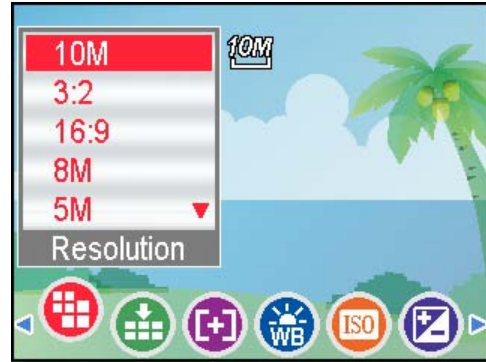 10M
10M
3:2
16:9
8M
5M
Resolution
WB
ISO